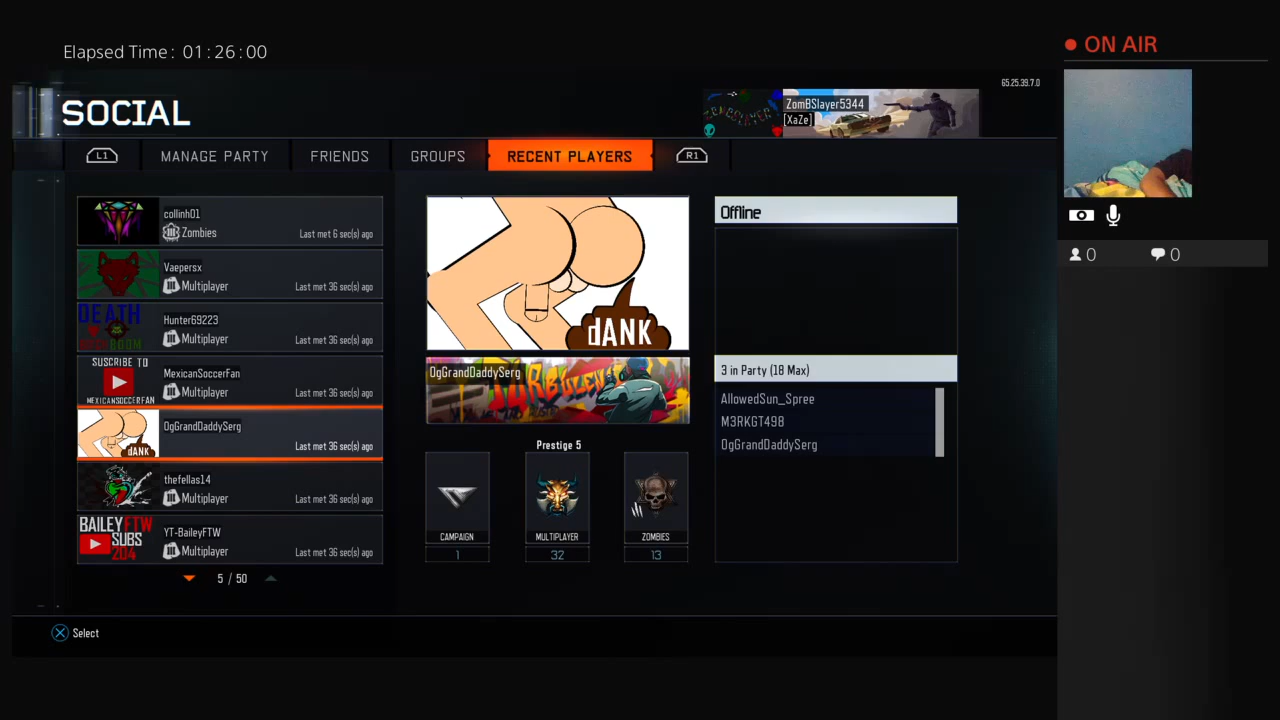 Elapsed Time: 01:26:00
ON AIR
65.25.39.7.0
SOCIAL
ZomBSlayer5344
[XaZe]
L1
MANAGE PARTY
FRIENDS
GROUPS
RECENT PLAYERS
R1
0
0
collinh01
Zombies
Last met 6 sec(s) ago
Vaepersx
Multiplayer
Last met 36 sec(s) ago
DEATH
BOOM
Hunter69223
Multiplayer
Last met 36 sec(s) ago
SUSCRIBE TO
MEXICANSOCCERFAN
MexicanSoccerFan
Multiplayer
Last met 36 sec(s) ago
dANK
OgGrandDaddySerg
Last met 36 sec(s) ago
thefellas14
Multiplayer
Last met 36 sec(s) ago
BAILEYFTW
SUBS
204
YT-BaileyFTW
Multiplayer
Last met 36 sec(s) ago
5 / 50
dANK
OgGrandDaddySerg
Prestige 5
CAMPAIGN
1
MULTIPLAYER
32
ZOMBIES
13
Offline
3 in Party (18 Max)
AllowedSun_Spree
M3RKGT498
OgGrandDaddySerg
Select